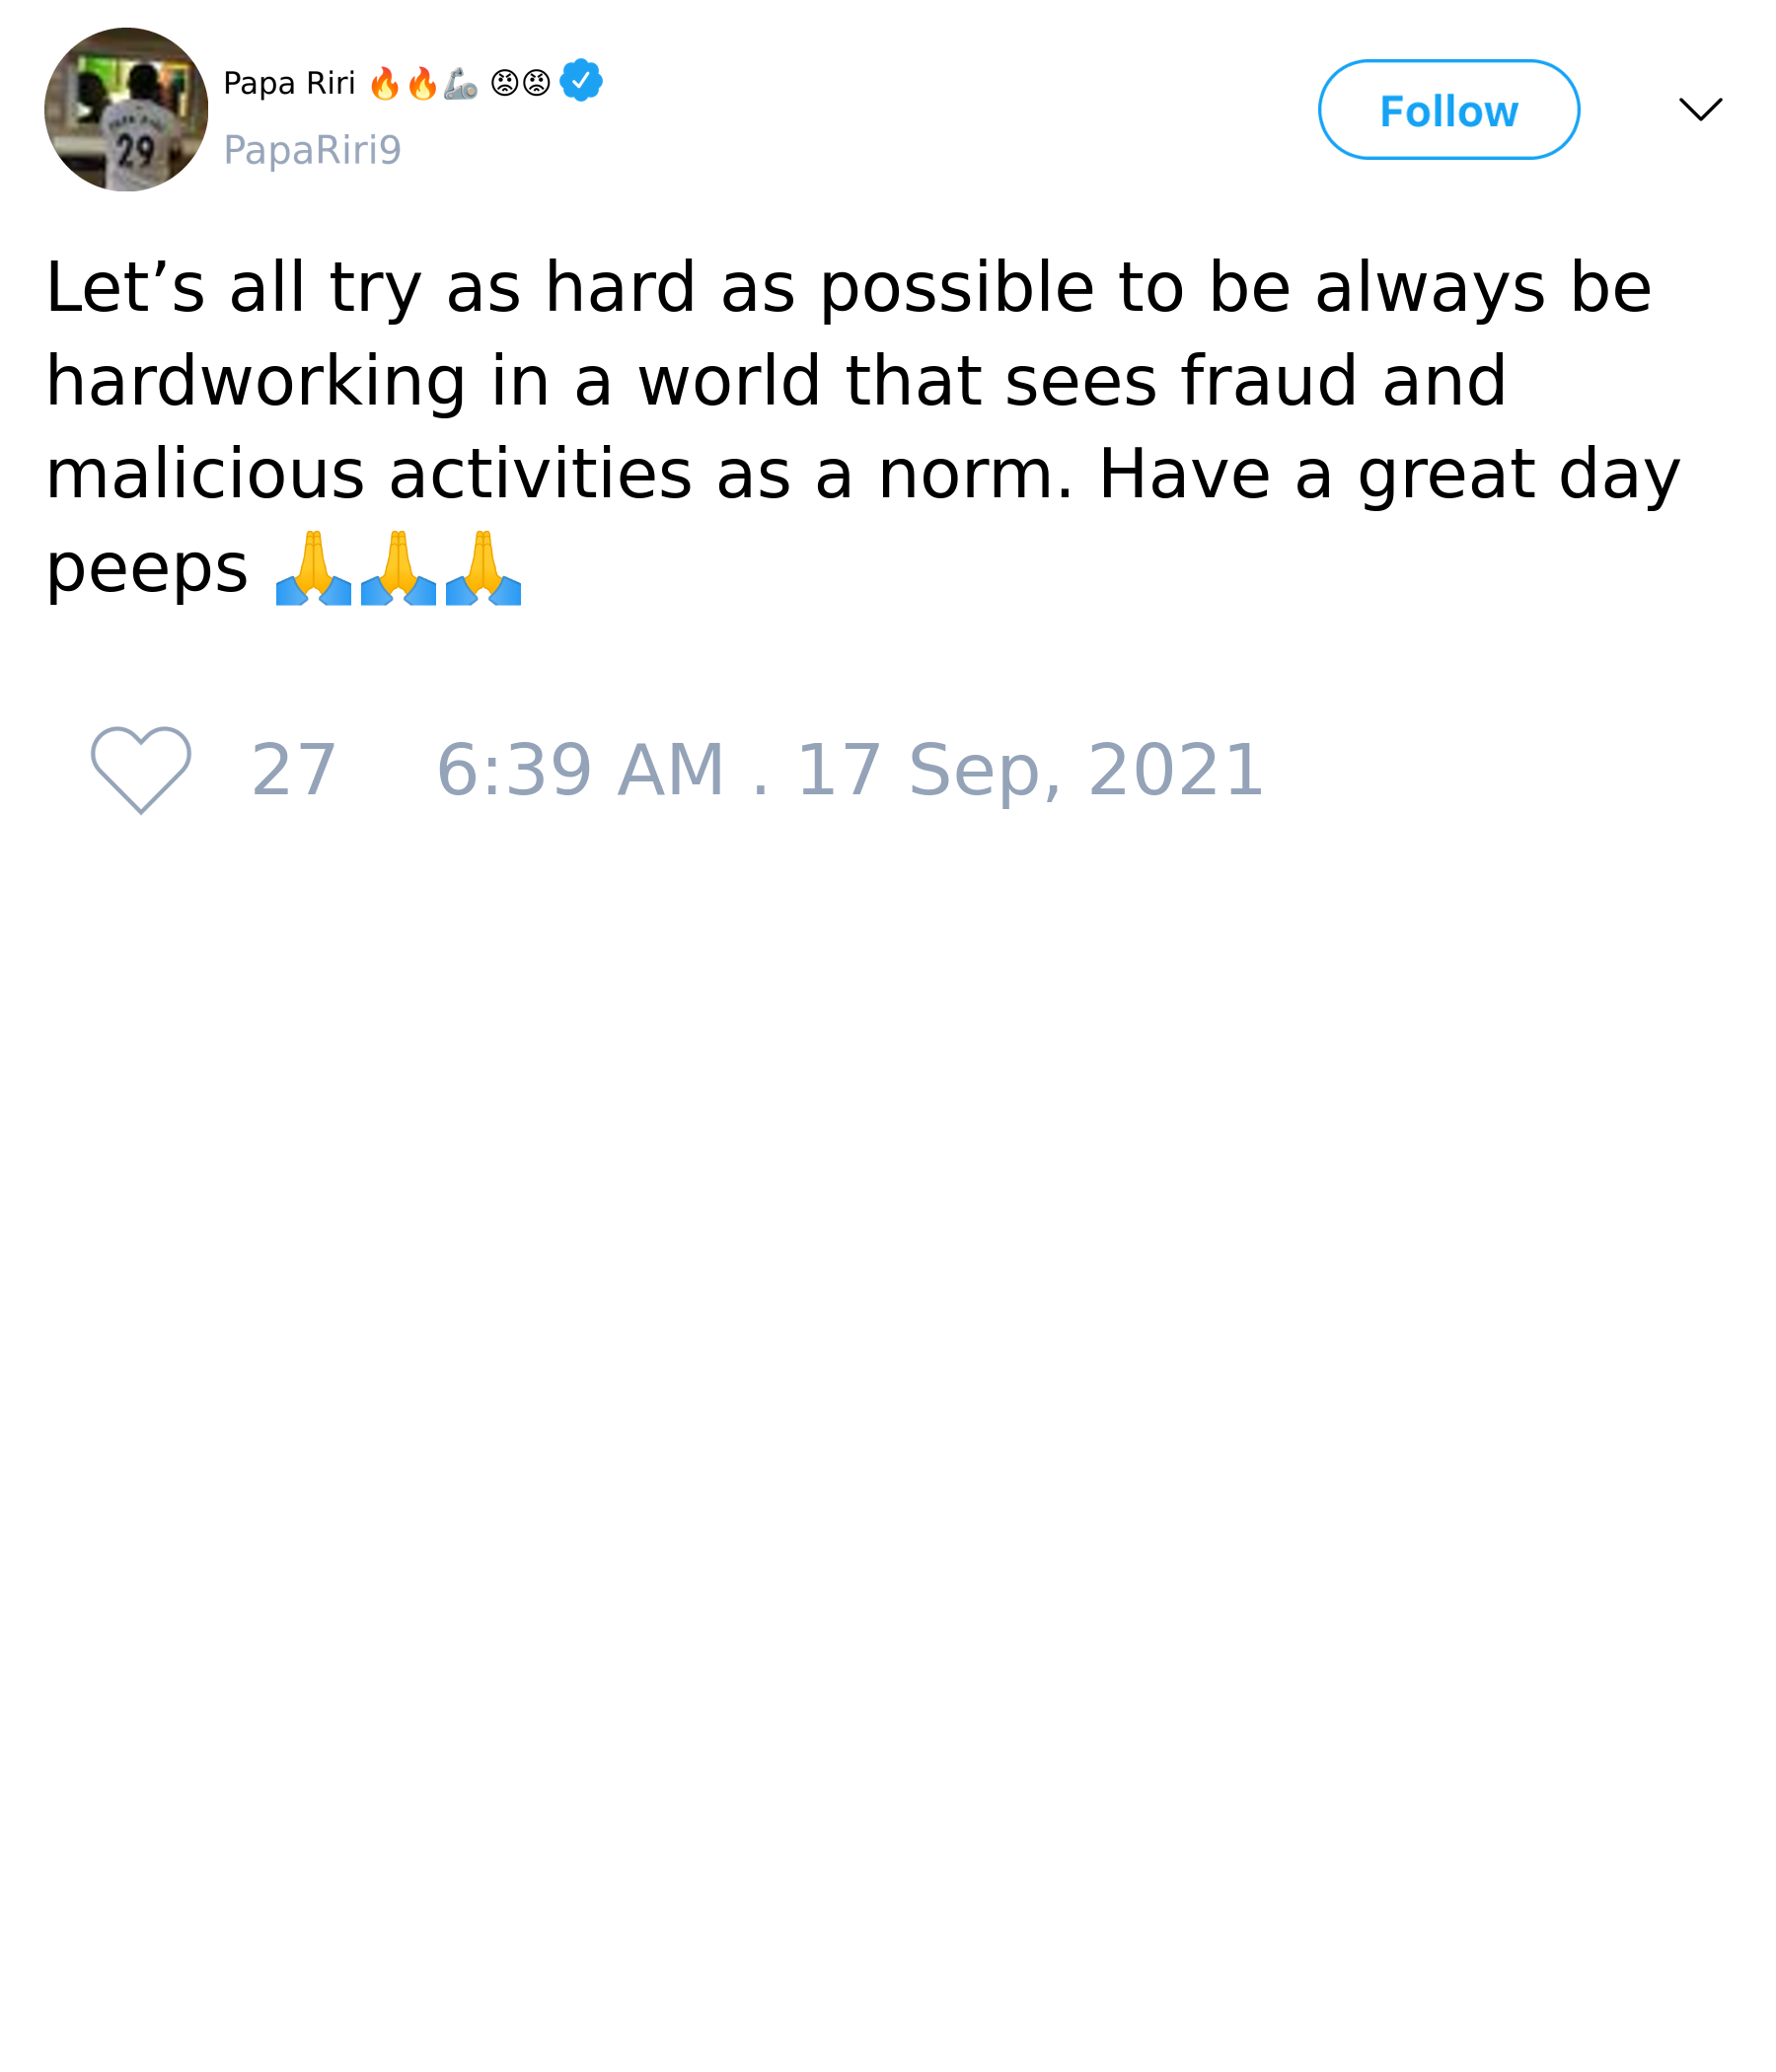 Papa Riri 🔥🔥🦾 😡😡
PapaRiri9
Follow
29
Let’s all try as hard as possible to be always be
hardworking in a world that sees fraud and
malicious activities as a norm. Have a great day
peeps 🙏🙏🙏
27 6:39 AM . 17 Sep, 2021